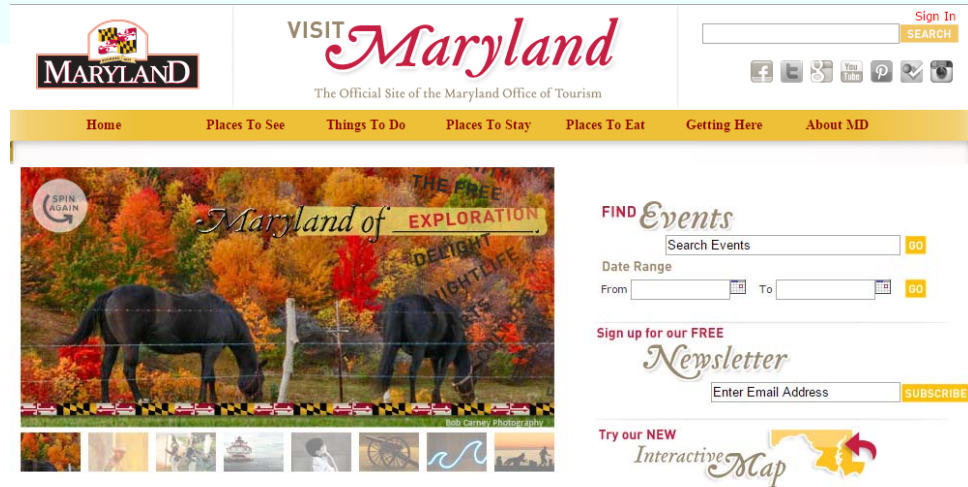 Sign In
SEARCH
MARYLAND
VISIT Maryland
The Official Site of the Maryland Office of Tourism
You Tube
Home Places To See Things To Do Places To Stay Places To Eat Getting Here About MD
SPIN AGAIN
THE FREE
Maryland of EXPLORATION.
DELIGHT
NIGHTLIFE
Bob Carney Photography
FIND Events
Search Events GO
Date Range
From To GO
Sign up for our FREE
Newsletter
Enter Email Address SUBSCRIBE
Try our NEW
Interactive Map